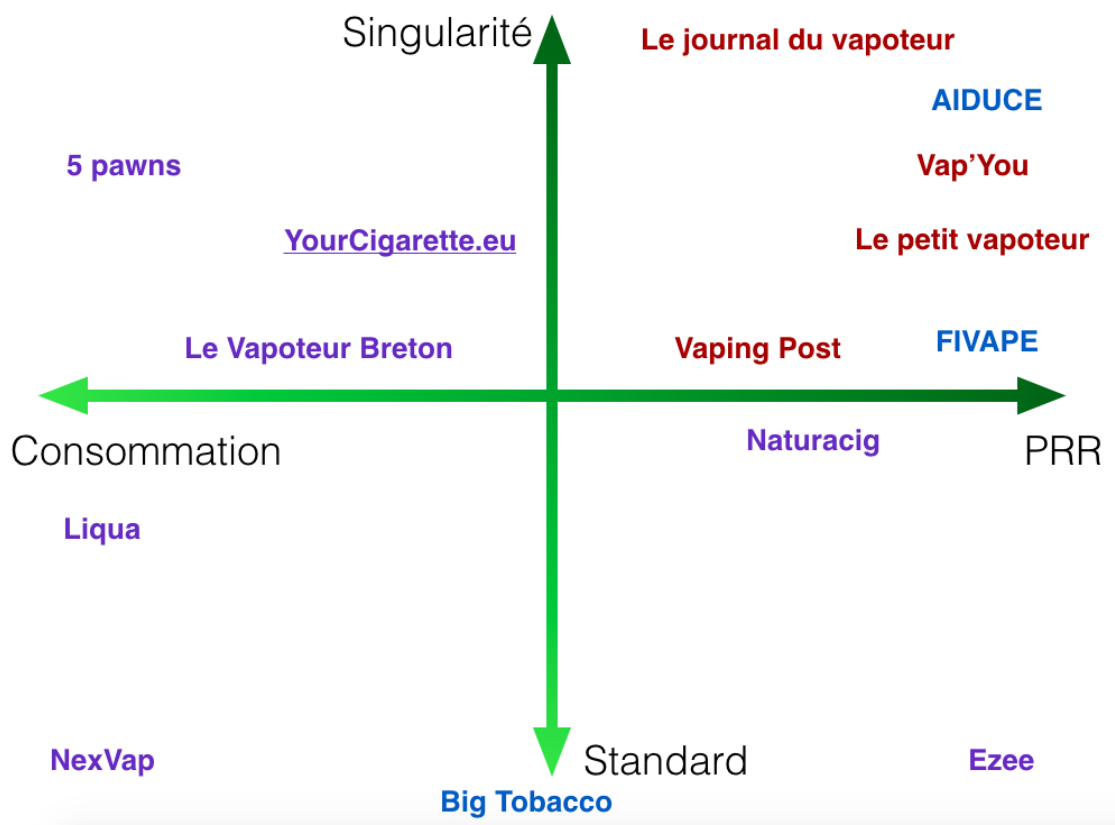 Singularité
Le journal du vapoteur
AIDUCE
5 pawns
Vap’You
YourCigarette.eu
Le petit vapoteur
Le Vapoteur Breton
Vaping Post
FIVAPE
Consommation
Naturacig
PRR
Liqua
NexVap
Standard
Ezee
Big Tobacco